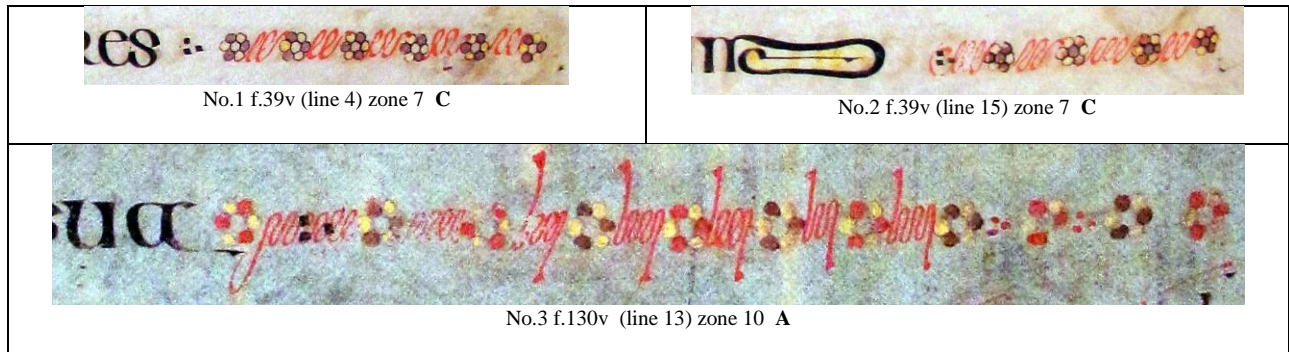 res
No.1 f.39v (line 4) zone 7 C
m
No.2 f.39v (line 15) zone 7 C
sua
No.3 f.130v (line 13) zone 10 A